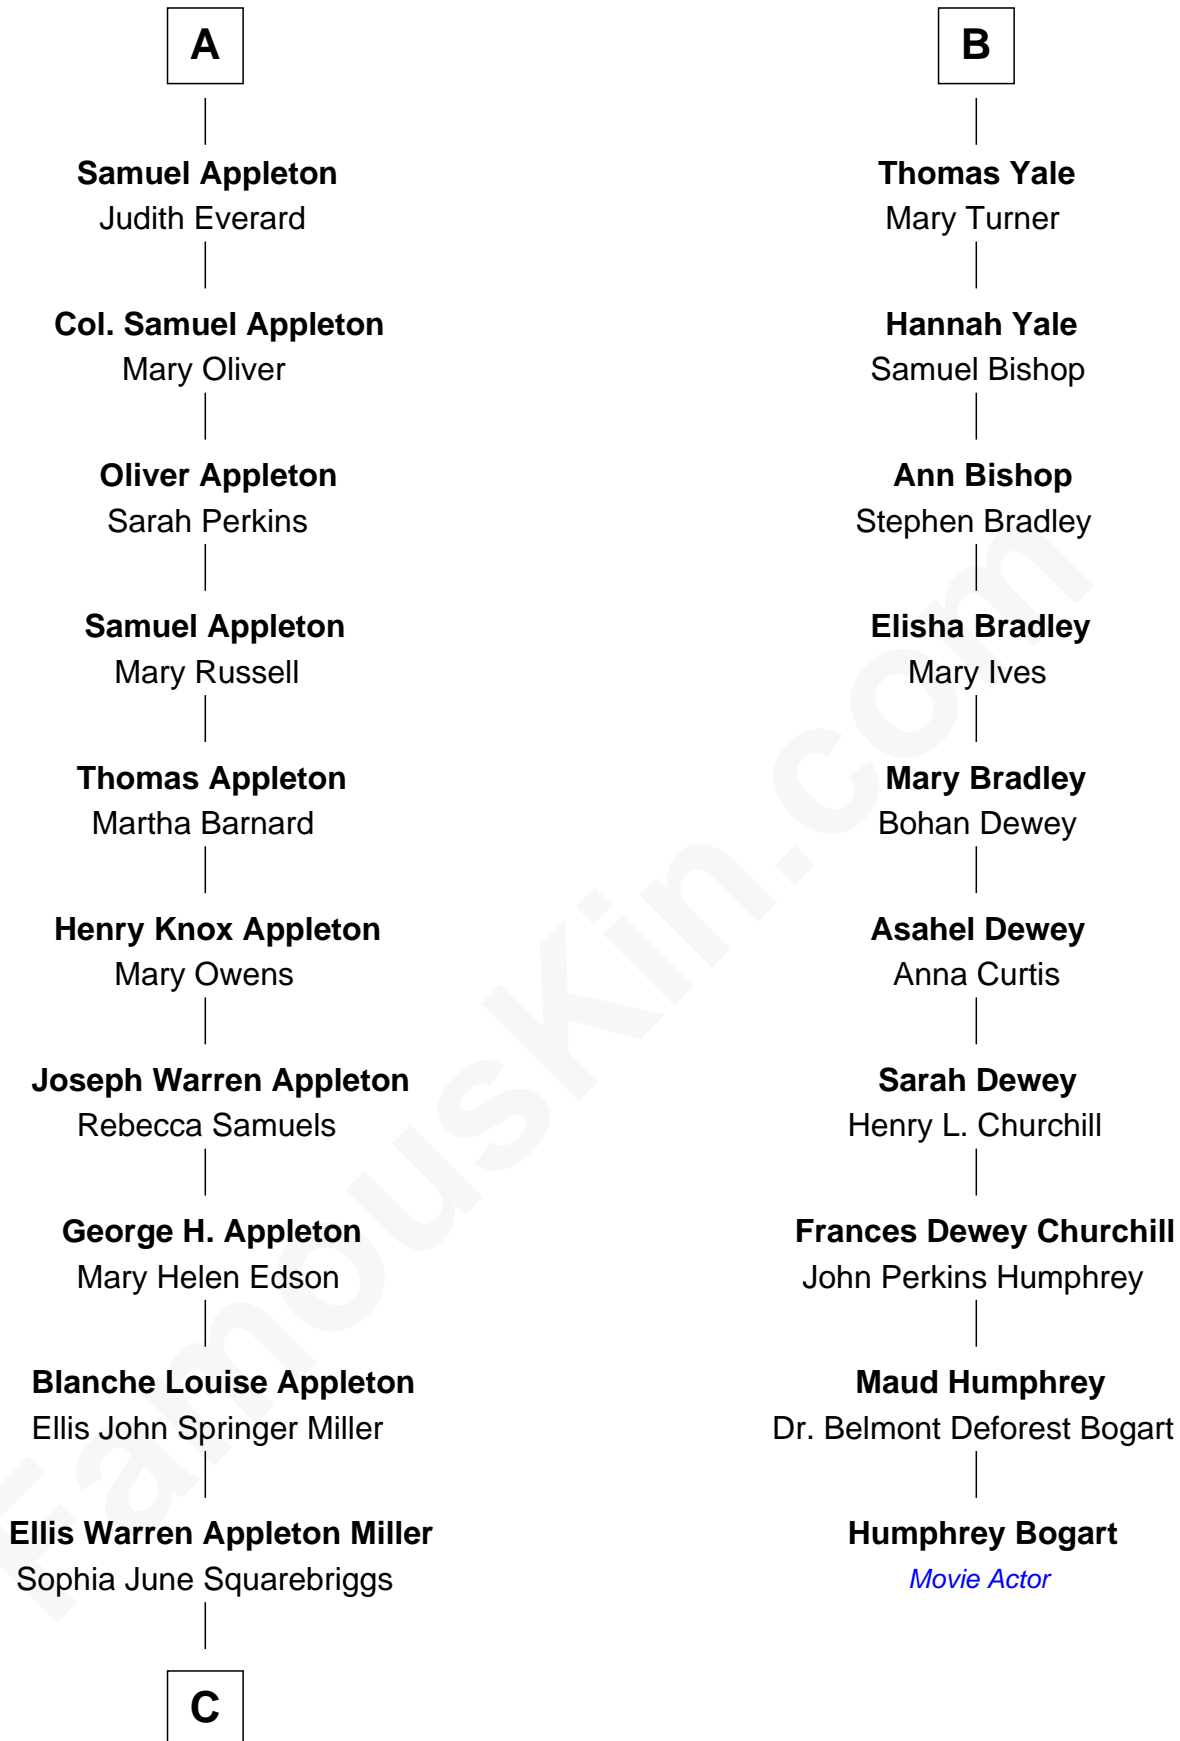 A
Samuel Appleton
Judith Everard
Col. Samuel Appleton
Mary Oliver
Oliver Appleton
Sarah Perkins
Samuel Appleton
Mary Russell
Thomas Appleton
Martha Barnard
Henry Knox Appleton
Mary Owens
Joseph Warren Appleton
Rebecca Samuels
George H. Appleton
Mary Helen Edson
Blanche Louise Appleton
Ellis John Springer Miller
Ellis Warren Appleton Miller
Sophia June Squarebriggs
C
B
Thomas Yale
Mary Turner
Hannah Yale
Samuel Bishop
Ann Bishop
Stephen Bradley
Elisha Bradley
Mary Ives
Mary Bradley
Bohan Dewey
Asahel Dewey
Anna Curtis
Sarah Dewey
Henry L. Churchill
Frances Dewey Churchill
John Perkins Humphrey
Maud Humphrey
Dr. Belmont Deforest Bogart
Humphrey Bogart
Movie Actor
FamousKin.com